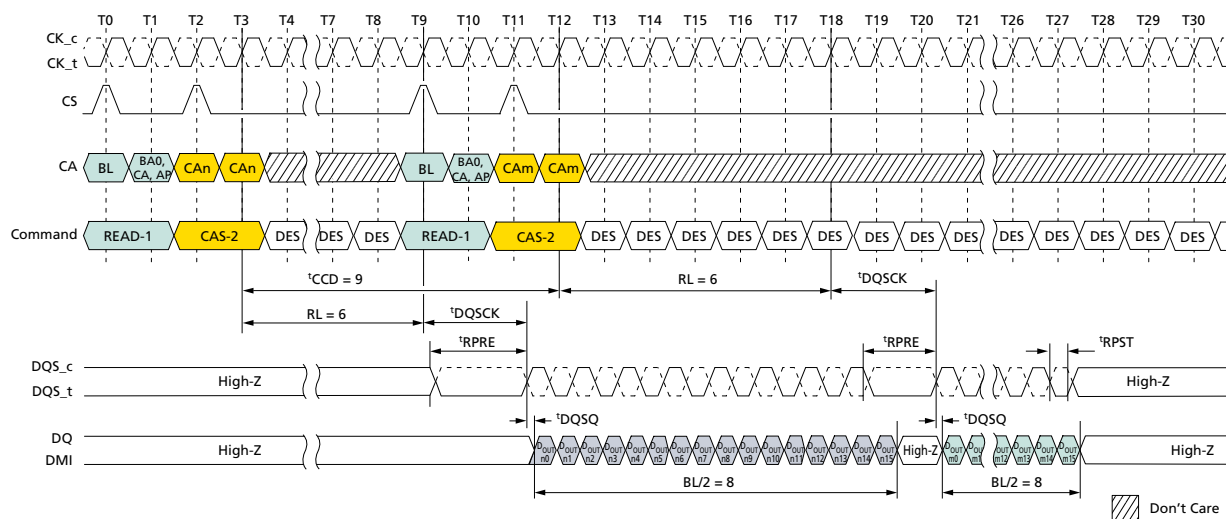 T0 T1 T2 T3 T4 T7 T8 T9 T10 T11 T12 T13 T14 T15 T16 T17 T18 T19 T20 T21 T26 T27 T28 T29 T30
CK_c
CK_t
CS
CA BL BA0, CA, AP CAn CAn BL BA0, CA, AP CAm CAm
Command READ-1 CAS-2 DES DES DES READ-1 CAS-2 DES DES DES DES DES DES DES DES DES DES DES DES DES DES
tCCD = 9 RL = 6 tDQSCK
RL = 6 tDQSCK
tRPRE tRPRE tRPST
DQS_c
DQS_t High-Z High-Z
tDQSQ tDQSQ
DQ
DMI High-Z DOUT n0 DOUT n1 DOUT n2 DOUT n3 DOUT n4 DOUT n5 DOUT n6 DOUT n7 DOUT n8 DOUT n9 DOUT n10 DOUT n11 DOUT n12 DOUT n13 DOUT n14 DOUT n15 High-Z DOUT m0 DOUT m1 DOUT m12 DOUT m13 DOUT m14 DOUT m15 High-Z
BL/2 = 8 BL/2 = 8
Don't Care